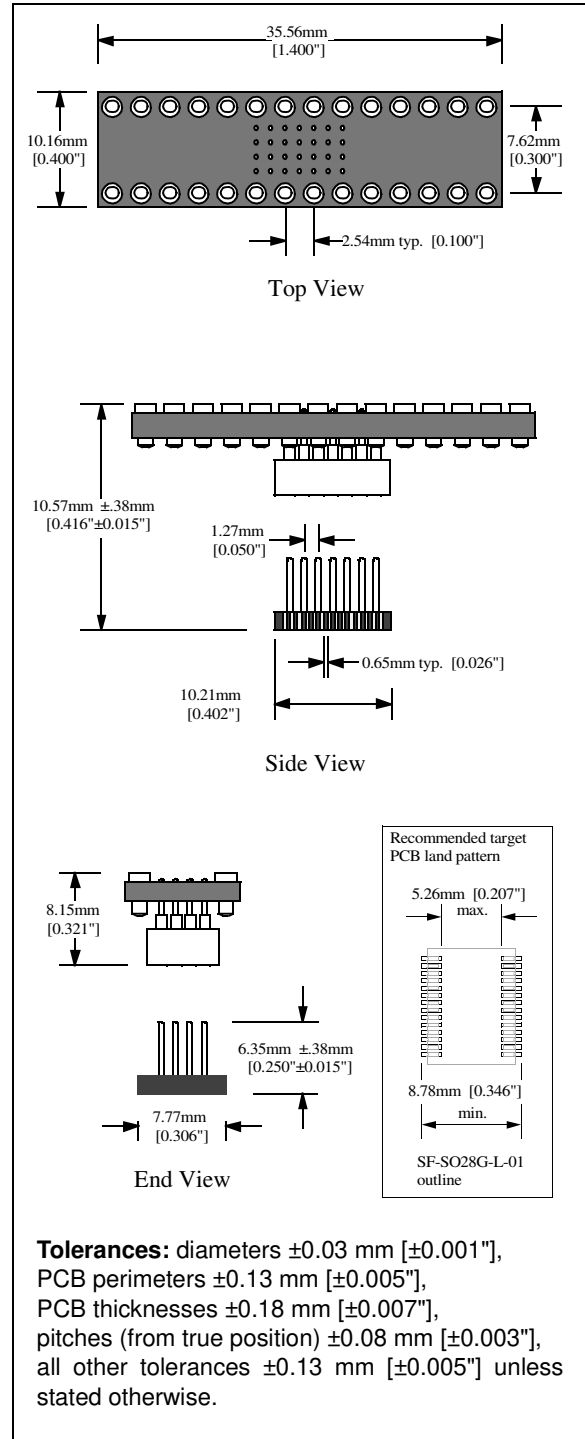 35.56mm
[1.400"]
10.16mm
[0.400"]
7.62mm
[0.300"]
2.54mm typ. [0.100"]
Top View
10.57mm ±.38mm
[0.416"±0.015"]
1.27mm
[0.050"]
0.65mm typ. [0.026"]
10.21mm
[0.402"]
Side View
8.15mm
[0.321"]
6.35mm ±.38mm
[0.250"±0.015"]
7.77mm
[0.306"]
End View
Recommended target
PCB land pattern
5.26mm [0.207"]
max.
8.78mm [0.346"]
min.
SF-SO28G-L-01
outline
Tolerances: diameters ±0.03 mm [±0.001"],
PCB perimeters ±0.13 mm [±0.005"],
PCB thicknesses ±0.18 mm [±0.007"],
pitches (from true position) ±0.08 mm [±0.003"],
all other tolerances ±0.13 mm [±0.005"] unless
stated otherwise.